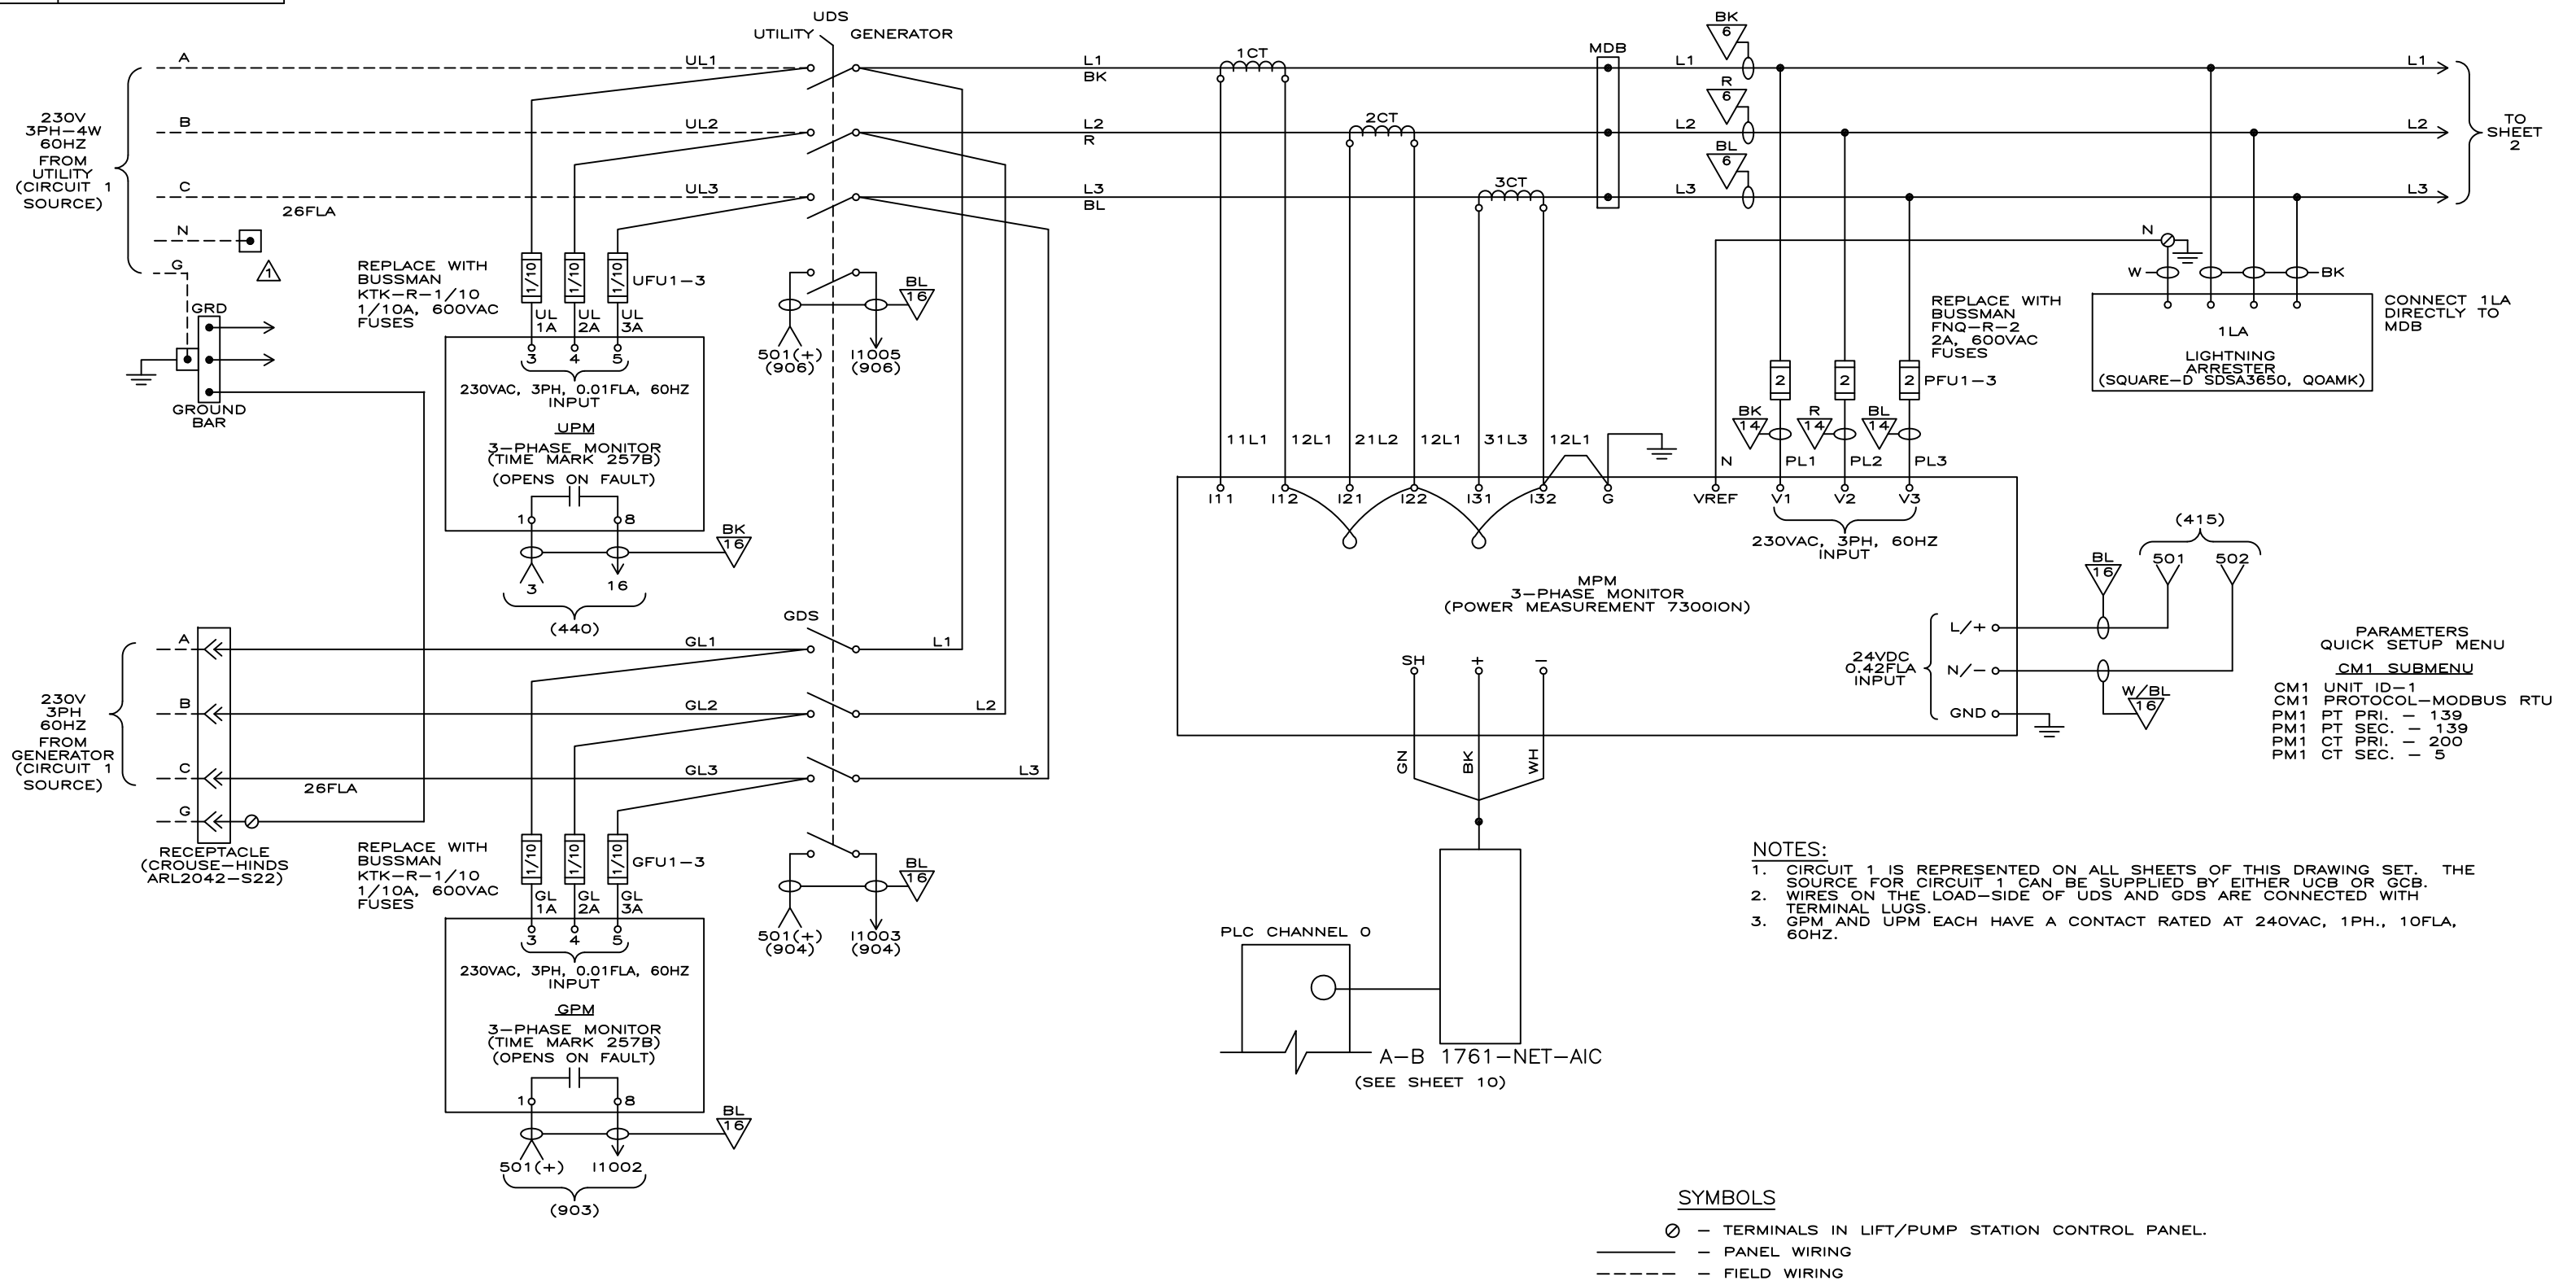 UDS
UTILITY
GENERATOR
A
UL1
B
UL2
C
UL3
26FLA
N
G
230V
3PH-4W
60HZ
FROM
UTILITY
(CIRCUIT 1
SOURCE)
1
GRD
GROUND
BAR
REPLACE WITH
BUSSMAN
KTK-R-1/10
1/10A, 600VAC
FUSES
1/10
1/10
1/10
UFU1-3
UL
1A
UL
2A
UL
3A
3
4
5
230VAC, 3PH, 0.01FLA, 60HZ
INPUT
UPM
3-PHASE MONITOR
(TIME MARK 257B)
(OPENS ON FAULT)
1
8
BK
16
3
16
(440)
BL
16
501(+)
(906)
I1005
(906)
L1
BK
L2
R
L3
BL
1CT
2CT
3CT
MDB
L1
L2
L3
BK
6
R
6
BL
6
L1
L2
L3
TO
SHEET
2
N
W
BK
1LA
LIGHTNING
ARRESTER
(SQUARE-D SDSA3650, QOAMK)
CONNECT 1LA
DIRECTLY TO
MDB
REPLACE WITH
BUSSMAN
FNQ-R-2
2A, 600VAC
FUSES
2
2
2
PFU1-3
BK
14
R
14
BL
14
11L1
12L1
21L2
12L1
31L3
12L1
N
PL1
PL2
PL3
I11
I12
I21
I22
I31
I32
G
VREF
V1
V2
V3
230VAC, 3PH, 60HZ
INPUT
MPM
3-PHASE MONITOR
(POWER MEASUREMENT 7300ION)
24VDC
0.42FLA
INPUT
L/+
N/-
GND
BL
16
W/BL
16
(415)
501
502
SH
+
-
GN
BK
WH
PARAMETERS
QUICK SETUP MENU
CM1 SUBMENU
CM1 UNIT ID-1
CM1 PROTOCOL-MODBUS RTU
PM1 PT PRI. - 139
PM1 PT SEC. - 139
PM1 CT PRI. - 200
PM1 CT SEC. - 5
GDS
A
GL1
L1
B
GL2
L2
C
GL3
L3
26FLA
G
230V
3PH
60HZ
FROM
GENERATOR
(CIRCUIT 1
SOURCE)
RECEPTACLE
(CROUSE-HINDS
ARL2042-S22)
REPLACE WITH
BUSSMAN
KTK-R-1/10
1/10A, 600VAC
FUSES
1/10
1/10
1/10
GFU1-3
GL
1A
GL
2A
GL
3A
3
4
5
230VAC, 3PH, 0.01FLA, 60HZ
INPUT
GPM
3-PHASE MONITOR
(TIME MARK 257B)
(OPENS ON FAULT)
1
8
BL
16
501(+)
I1002
(903)
BL
16
501(+)
(904)
I1003
(904)
PLC CHANNEL 0
A-B 1761-NET-AIC
(SEE SHEET 10)
NOTES:
1. CIRCUIT 1 IS REPRESENTED ON ALL SHEETS OF THIS DRAWING SET. THE
SOURCE FOR CIRCUIT 1 CAN BE SUPPLIED BY EITHER UCB OR GCB.
2. WIRES ON THE LOAD-SIDE OF UDS AND GDS ARE CONNECTED WITH
TERMINAL LUGS.
3. GPM AND UPM EACH HAVE A CONTACT RATED AT 240VAC, 1PH., 10FLA,
60HZ.
SYMBOLS
- TERMINALS IN LIFT/PUMP STATION CONTROL PANEL.
- PANEL WIRING
- FIELD WIRING